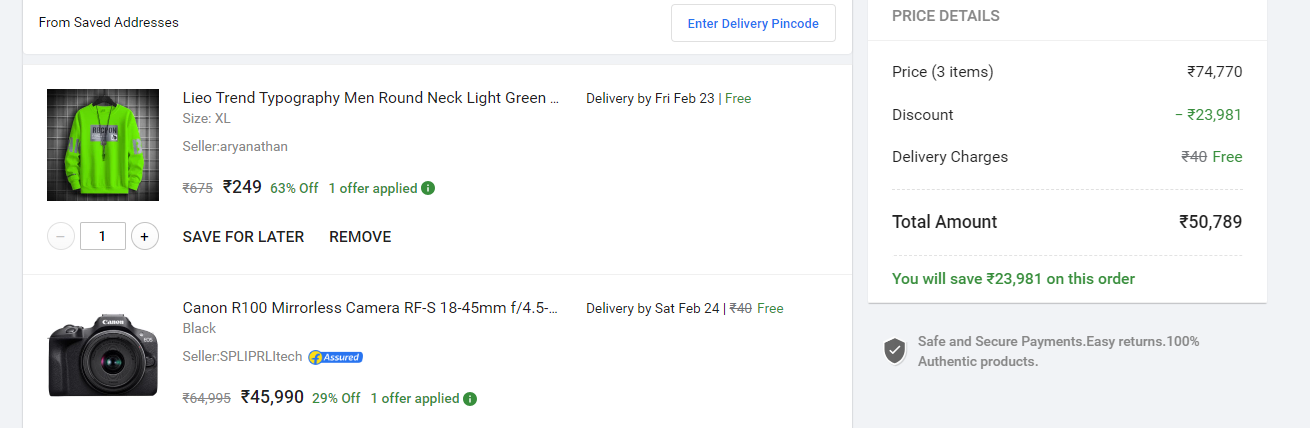 From Saved Addresses
Enter Delivery Pincode
Lieo Trend Typography Men Round Neck Light Green ...
Delivery by Fri Feb 23 | Free
Size: XL
Seller:aryanathan
₹675 ₹249 63% Off 1 offer applied
− 1 +
SAVE FOR LATER REMOVE
Canon R100 Mirrorless Camera RF-S 18-45mm f/4.5-...
Delivery by Sat Feb 24 | ₹40 Free
Black
Canon
Seller:SPLIPRLItech
Assured
₹64,995 ₹45,990 29% Off 1 offer applied
PRICE DETAILS
Price (3 items) ₹74,770
Discount − ₹23,981
Delivery Charges ₹40 Free
Total Amount ₹50,789
You will save ₹23,981 on this order
Safe and Secure Payments.Easy returns.100%
Authentic products.